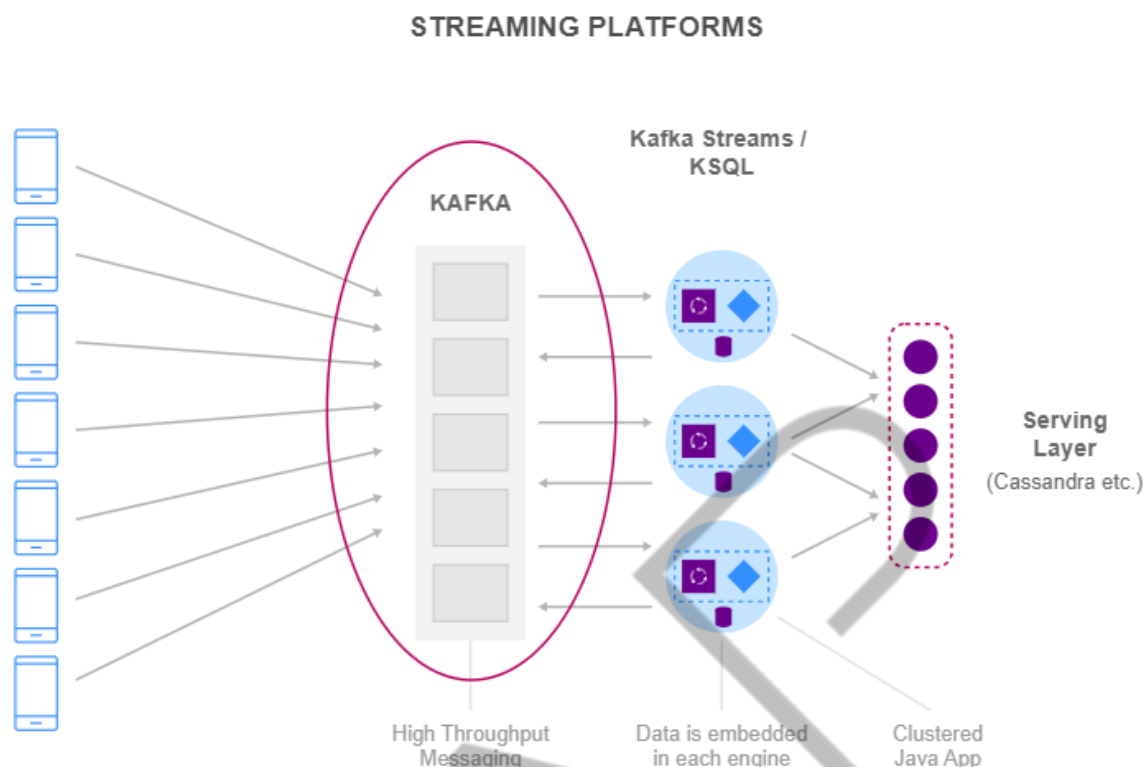 STREAMING PLATFORMS
Kafka Streams /
KSQL
KAFKA
Serving
Layer
(Cassandra etc.)
High Throughput
Messaging
Data is embedded
in each engine
Clustered
Java App